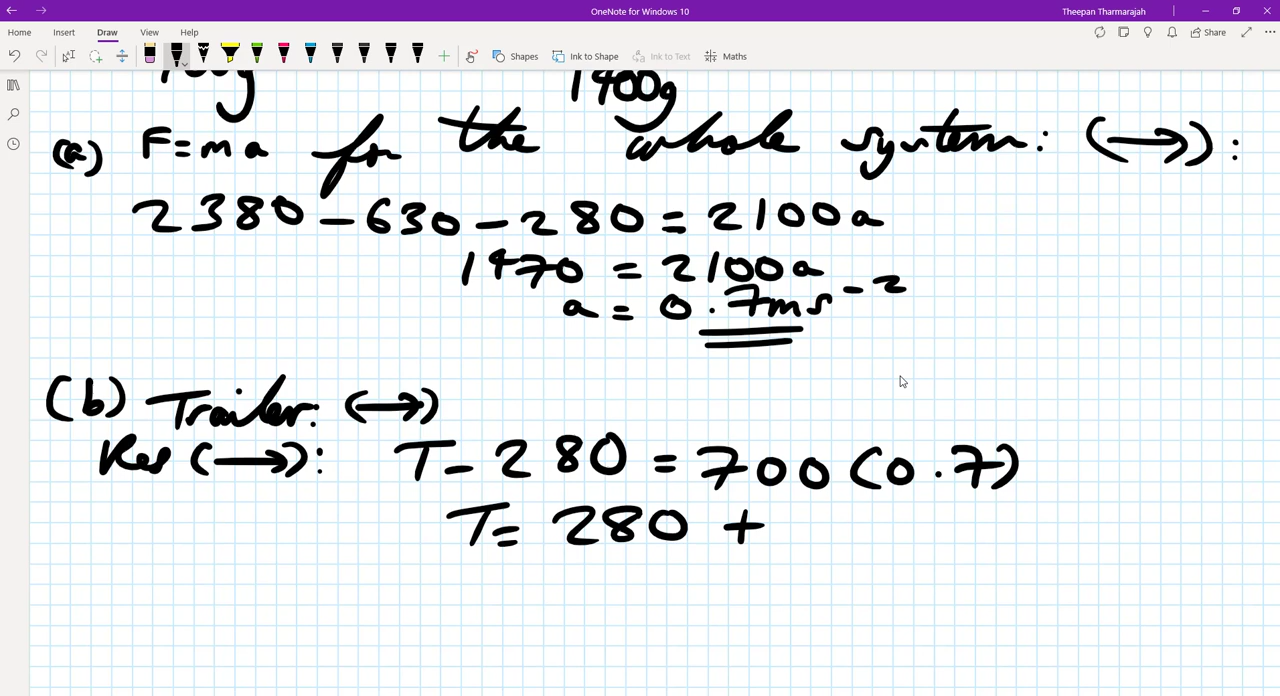 OneNote for Windows 10
Theepan Tharmarajah
Home Insert Draw View Help
Share
Shapes Ink to Shape Ink to Text Maths
1400g
(a) F=ma for the whole system: (→):
2380 - 630 - 280 = 2100a
1470 = 2100a
a = 0.7ms⁻²
(b) Trailer: (↔)
Res (→): T - 280 = 700(0.7)
T = 280 +